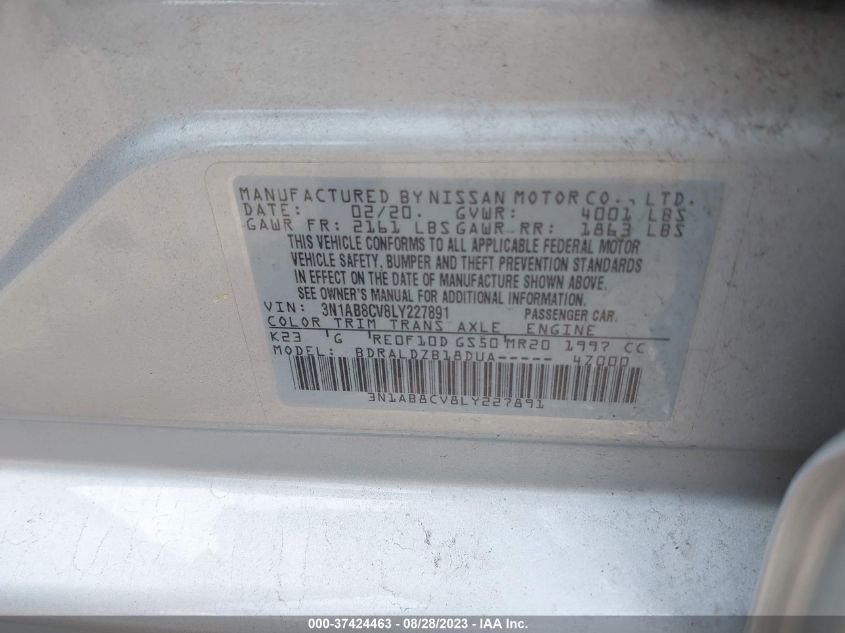 MANUFACTURED BY NISSAN MOTOR CO., LTD.
DATE: 02/20. GVWR: 4001 LBS
GAWR FR: 2161 LBS GAWR RR: 1863 LBS
THIS VEHICLE CONFORMS TO ALL APPLICABLE FEDERAL MOTOR
VEHICLE SAFETY, BUMPER AND THEFT PREVENTION STANDARDS
IN EFFECT ON THE DATE OF MANUFACTURE SHOWN ABOVE.
SEE OWNER'S MANUAL FOR ADDITIONAL INFORMATION.
VIN: 3N1AB8CV8LY227891 PASSENGER CAR.
COLOR TRIM TRANS AXLE ENGINE
K23 G RE0F10D GS50 MR20 1997 CC
MODEL: BDRALDZB18DUA----- 47000
3N1AB8CV8LY227891
000-37424463 - 08/28/2023 - IAA Inc.